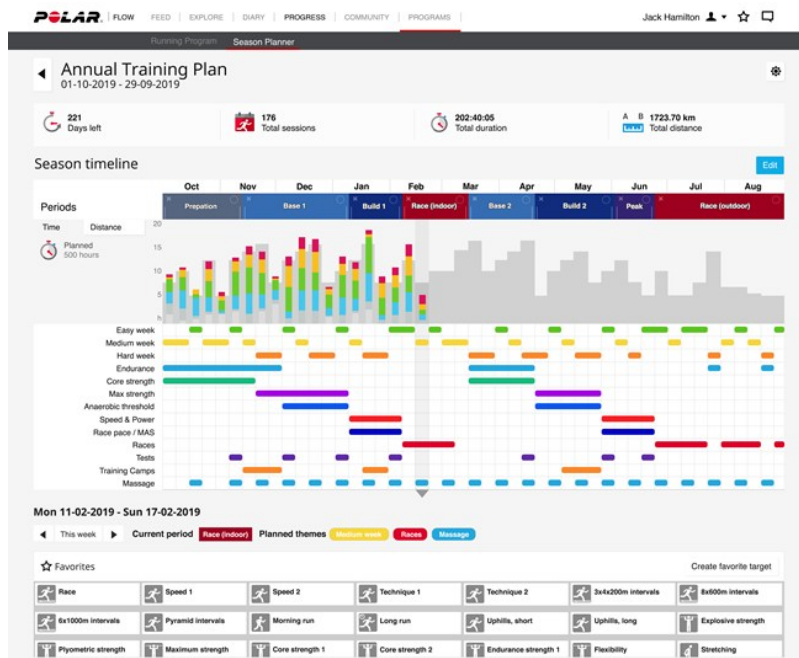 POLAR. FLOW FEED EXPLORE DIARY PROGRESS COMMUNITY PROGRAMS Jack Hamilton
Running Program Season Planner
Annual Training Plan
01-10-2019 - 29-09-2019
221 Days left
176 Total sessions
202:40:05 Total duration
A B 1723.70 km Total distance
Season timeline Edit
Oct Nov Dec Jan Feb Mar Apr May Jun Jul Aug
Periods Prepation Base 1 Build 1 Race (indoor) Base 2 Build 2 Peak Race (outdoor)
Time Distance 20
Planned 15
500 hours
10
5
h
Easy week
Medium week
Hard week
Endurance
Core strength
Max strength
Anaerobic threshold
Speed & Power
Race pace / MAS
Races
Tests
Training Camps
Massage
Mon 11-02-2019 - Sun 17-02-2019
This week Current period Race (indoor) Planned themes Medium week Races Massage
Favorites Create favorite target
Race Speed 1 Speed 2 Technique 1 Technique 2 3x4x200m intervals 8x600m intervals
6x1000m intervals Pyramid intervals Morning run Long run Uphills, short Uphills, long Explosive strength
Plyometric strength Maximum strength Core strength 1 Core strength 2 Endurance strength 1 Flexibility Stretching